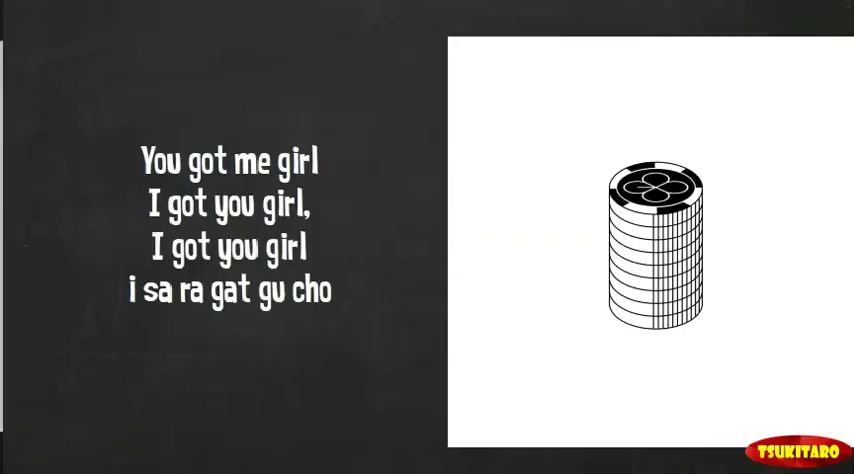 You got me girl
I got you girl,
I got you girl
i sa ra gat gu cho
TSUKITARO